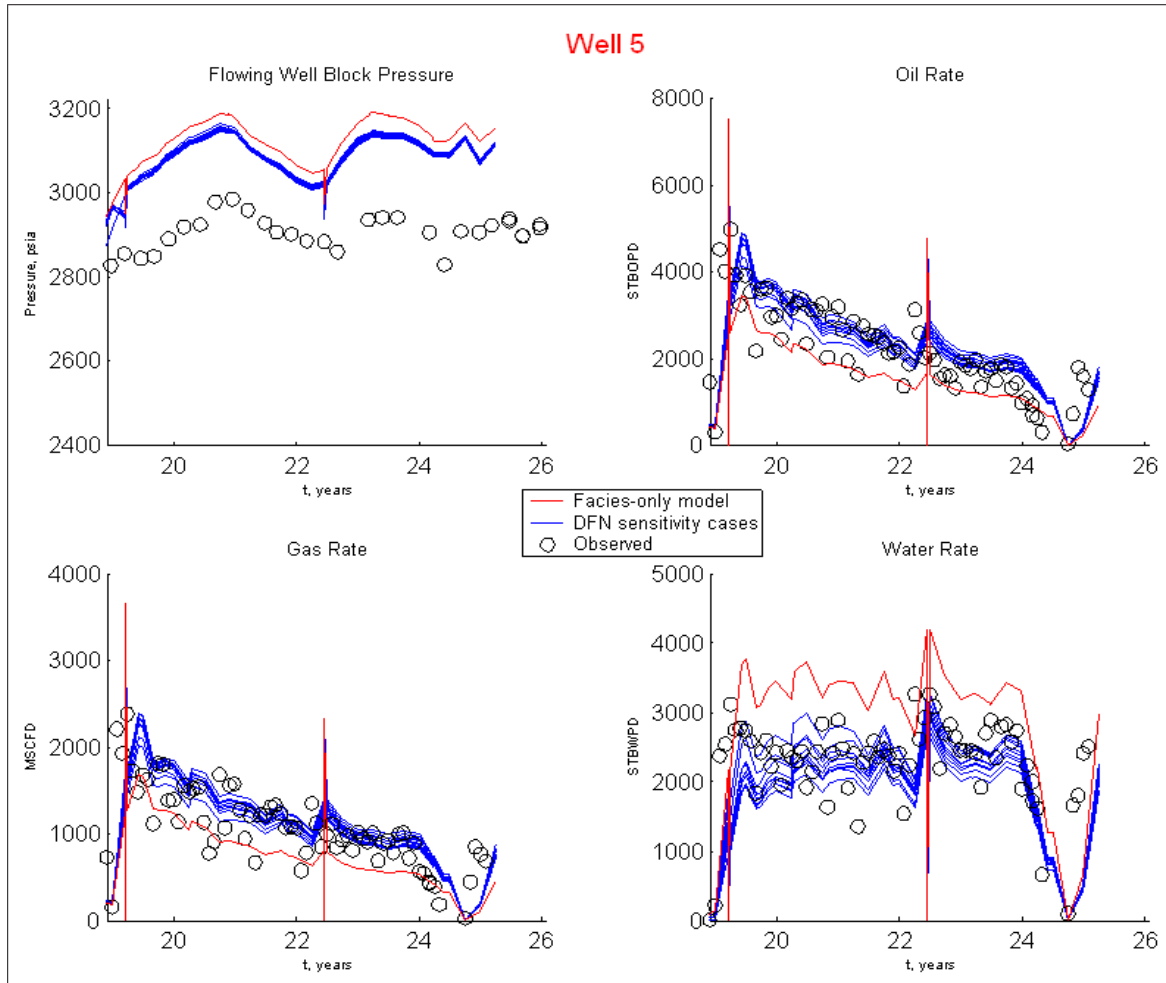 Well 5
Flowing Well Block Pressure
3200
3000
2800
2600
2400
Pressure, psia
20 22 24 26
t, years
Oil Rate
8000
6000
4000
2000
0
STBOPD
20 22 24 26
t, years
Facies-only model
DFN sensitivity cases
Observed
Gas Rate
4000
3000
2000
1000
0
MSCFD
20 22 24 26
t, years
Water Rate
5000
4000
3000
2000
1000
0
STBWPD
20 22 24 26
t, years